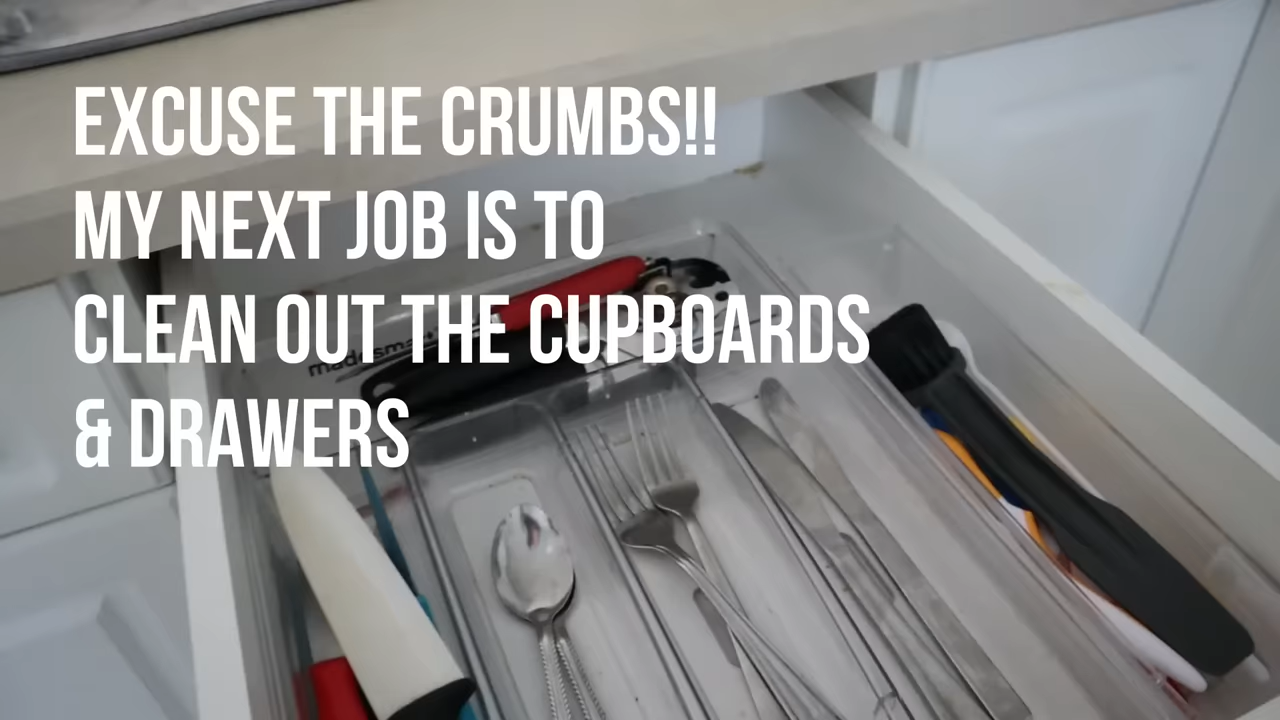 EXCUSE THE CRUMBS!!
MY NEXT JOB IS TO
CLEAN OUT THE CUPBOARDS
& DRAWERS